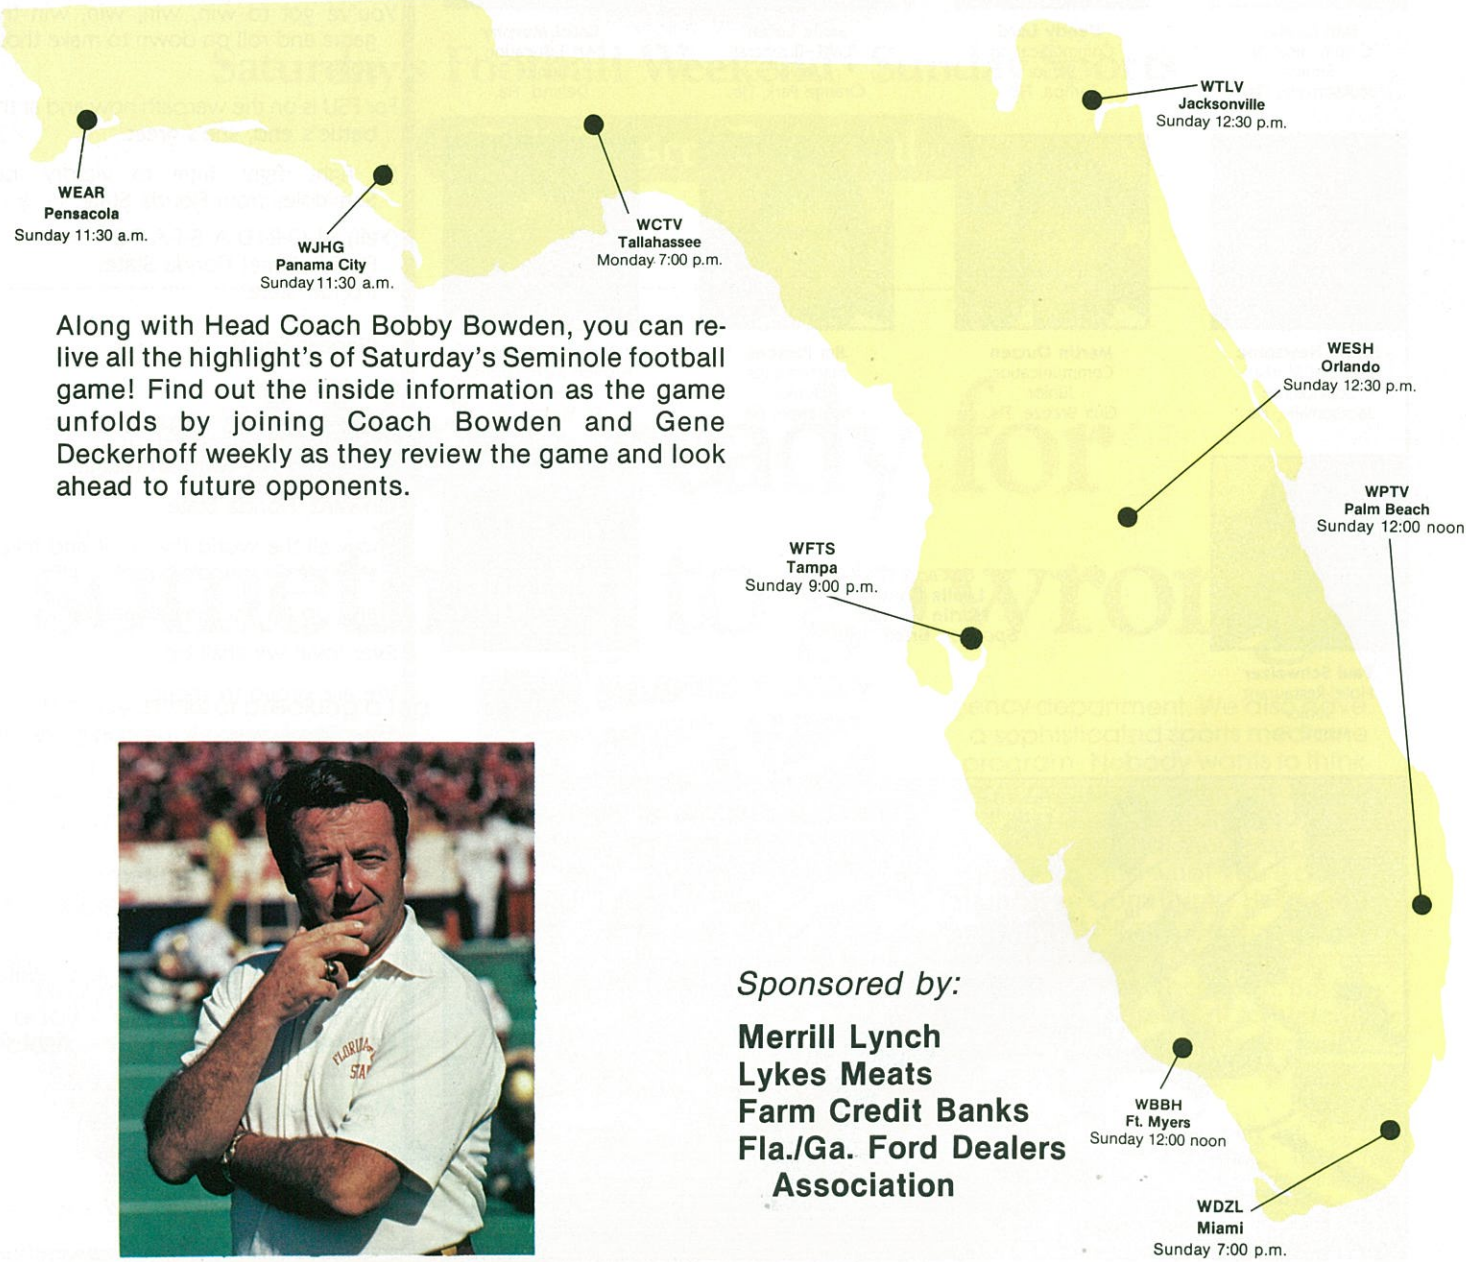 WTLV
Jacksonville
Sunday 12:30 p.m.
WEAR
Pensacola
Sunday 11:30 a.m.
WJHG
Panama City
Sunday 11:30 a.m.
WCTV
Tallahassee
Monday 7:00 p.m.
Along with Head Coach Bobby Bowden, you can re-
live all the highlight's of Saturday's Seminole football
game! Find out the inside information as the game
unfolds by joining Coach Bowden and Gene
Deckerhoff weekly as they review the game and look
ahead to future opponents.
WESH
Orlando
Sunday 12:30 p.m.
WPTV
Palm Beach
Sunday 12:00 noon
WFTS
Tampa
Sunday 9:00 p.m.
FLORIDA
STA
Sponsored by:
Merrill Lynch
Lykes Meats
Farm Credit Banks
Fla./Ga. Ford Dealers
Association
WBBH
Ft. Myers
Sunday 12:00 noon
WDZL
Miami
Sunday 7:00 p.m.